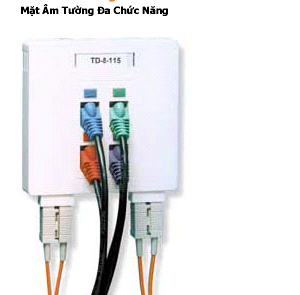 Mặt Âm Tường Đa Chức Năng
TD-8-115